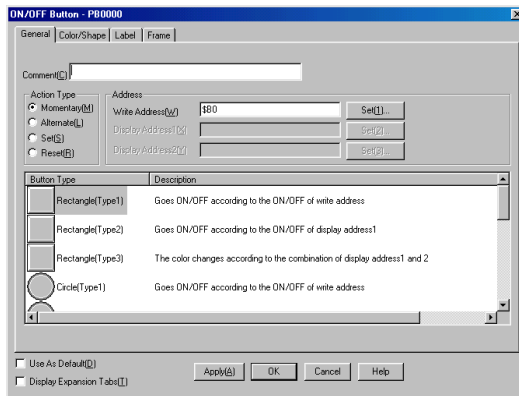 ON/OFF Button - PB0000
General Color/Shape Label Frame
Comment(C)
Action Type
Momentary(M)
Alternate(L)
Set(S)
Reset(R)
Address
Write Address(W) $80 Set(1)...
Display Address1(X) Set(2)...
Display Address2(Y) Set(3)...
Button Type Description
Rectangle(Type1) Goes ON/OFF according to the ON/OFF of write address
Rectangle(Type2) Goes ON/OFF according to the ON/OFF of display address1
Rectangle(Type3) The color changes according to the combination of display address1 and 2
Circle(Type1) Goes ON/OFF according to the ON/OFF of write address
Use As Default(D)
Display Expansion Tabs(T)
Apply(A) OK Cancel Help